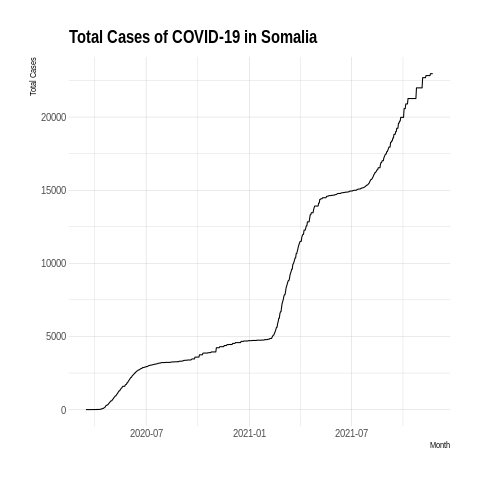 Total Cases of COVID-19 in Somalia
Total Cases
20000
15000
10000
5000
0
2020-07 2021-01 2021-07
Month